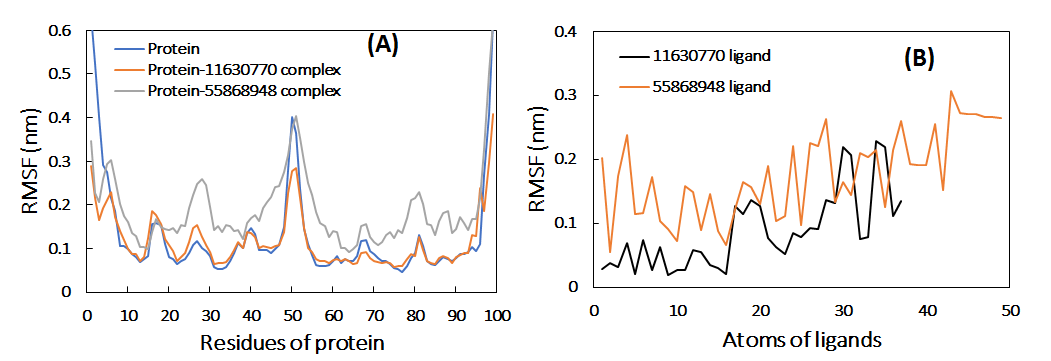 (A)
Protein
Protein-11630770 complex
Protein-55868948 complex
RMSF (nm)
0.6
0.5
0.4
0.3
0.2
0.1
0
0 10 20 30 40 50 60 70 80 90 100
Residues of protein
(B)
11630770 ligand
55868948 ligand
RMSF (nm)
0.4
0.3
0.2
0.1
0
0 10 20 30 40 50
Atoms of ligands